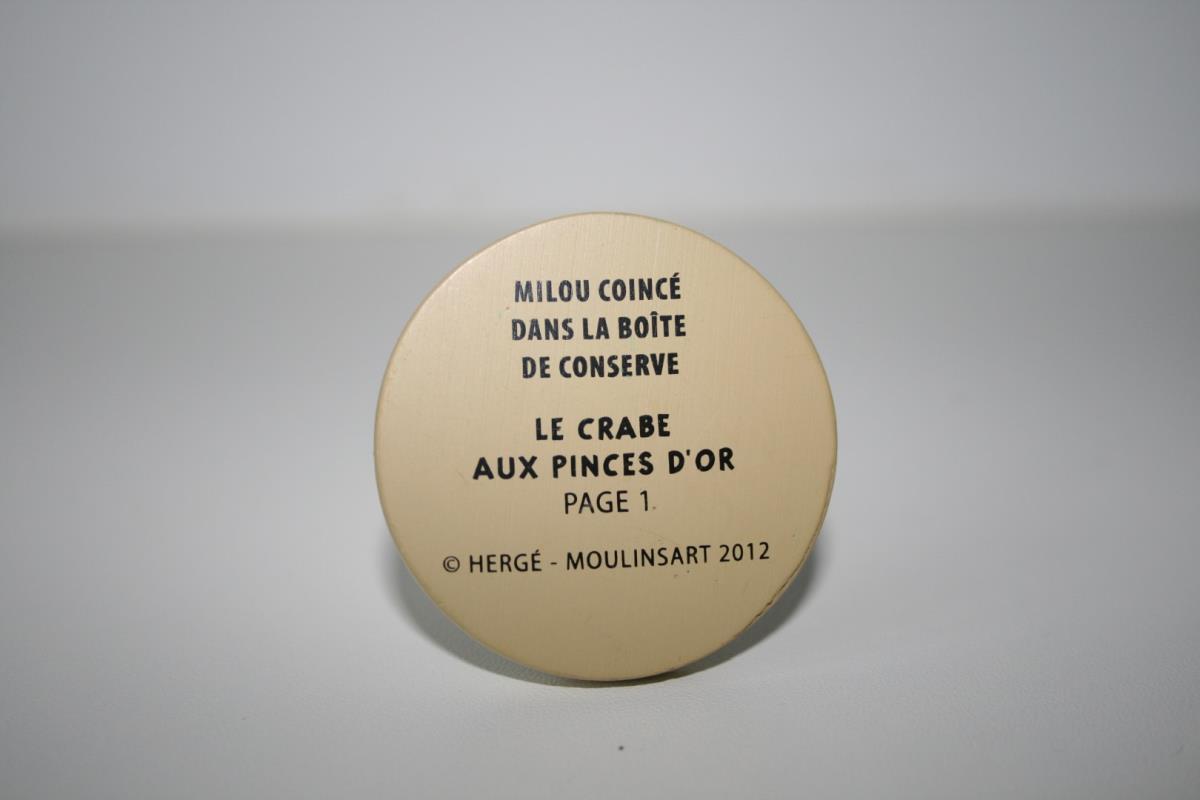 MILOU COINCÉ
DANS LA BOÎTE
DE CONSERVE
LE CRABE
AUX PINCES D'OR
PAGE 1
© HERGÉ - MOULINSART 2012